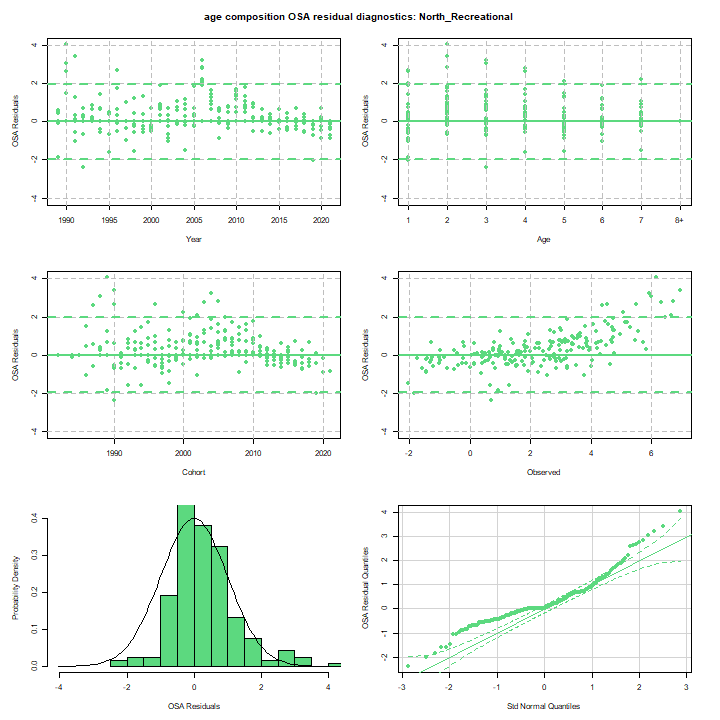 age composition OSA residual diagnostics: North_Recreational
OSA Residuals
4
2
0
-2
-4
1990 1995 2000 2005 2010 2015 2020
Year
OSA Residuals
4
2
0
-2
-4
1 2 3 4 5 6 7 8+
Age
OSA Residuals
4
2
0
-2
-4
1990 2000 2010 2020
Cohort
OSA Residuals
4
2
0
-2
-4
-2 0 2 4 6
Observed
Probability Density
0.4
0.3
0.2
0.1
0.0
-4 -2 0 2 4
OSA Residuals
OSA Residual Quantiles
4
3
2
1
0
-1
-2
-3 -2 -1 0 1 2 3
Std Normal Quantiles